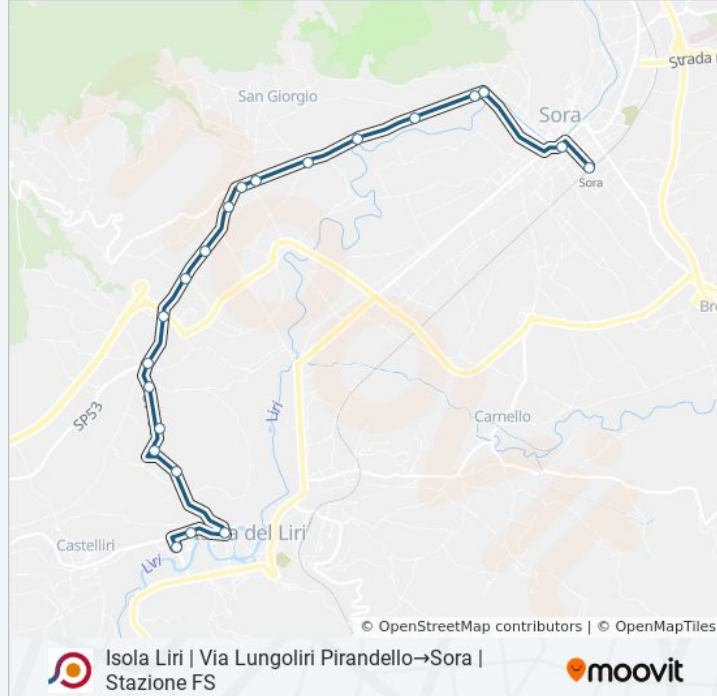 San Giorgio
Sora
Strada
Sora
Bro
SP53
Liri
Carnello
Castelliri
Liri
Isola del Liri
© OpenStreetMap contributors | © OpenMapTiles
Isola Liri | Via Lungoliri Pirandello→Sora |
Stazione FS
moovit